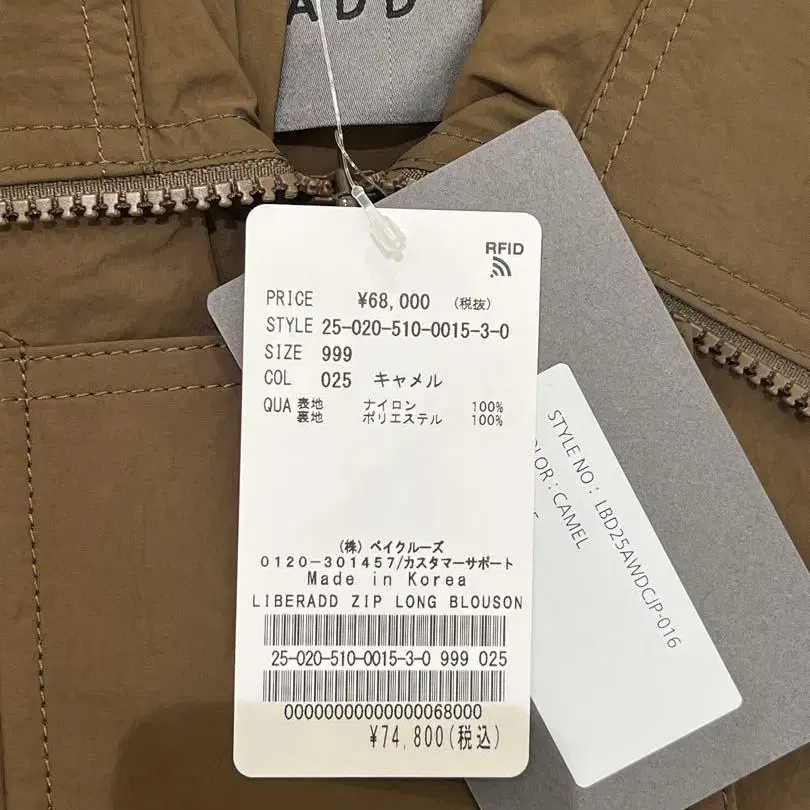 ADD
RFID
PRICE ¥68,000 (税抜)
STYLE 25-020-510-0015-3-0
SIZE 999
COL 025 キャメル
QUA 表地 ナイロン 100%
裏地 ポリエステル 100%
(株) ベイクルーズ
0120-301457/カスタマーサポート
Made in Korea
LIBERADD ZIP LONG BLOUSON
25-020-510-0015-3-0 999 025
00000000000000068000
¥74,800(税込)
STYLE NO : LBD25AWDCJP-016
OLOR : CAMEL